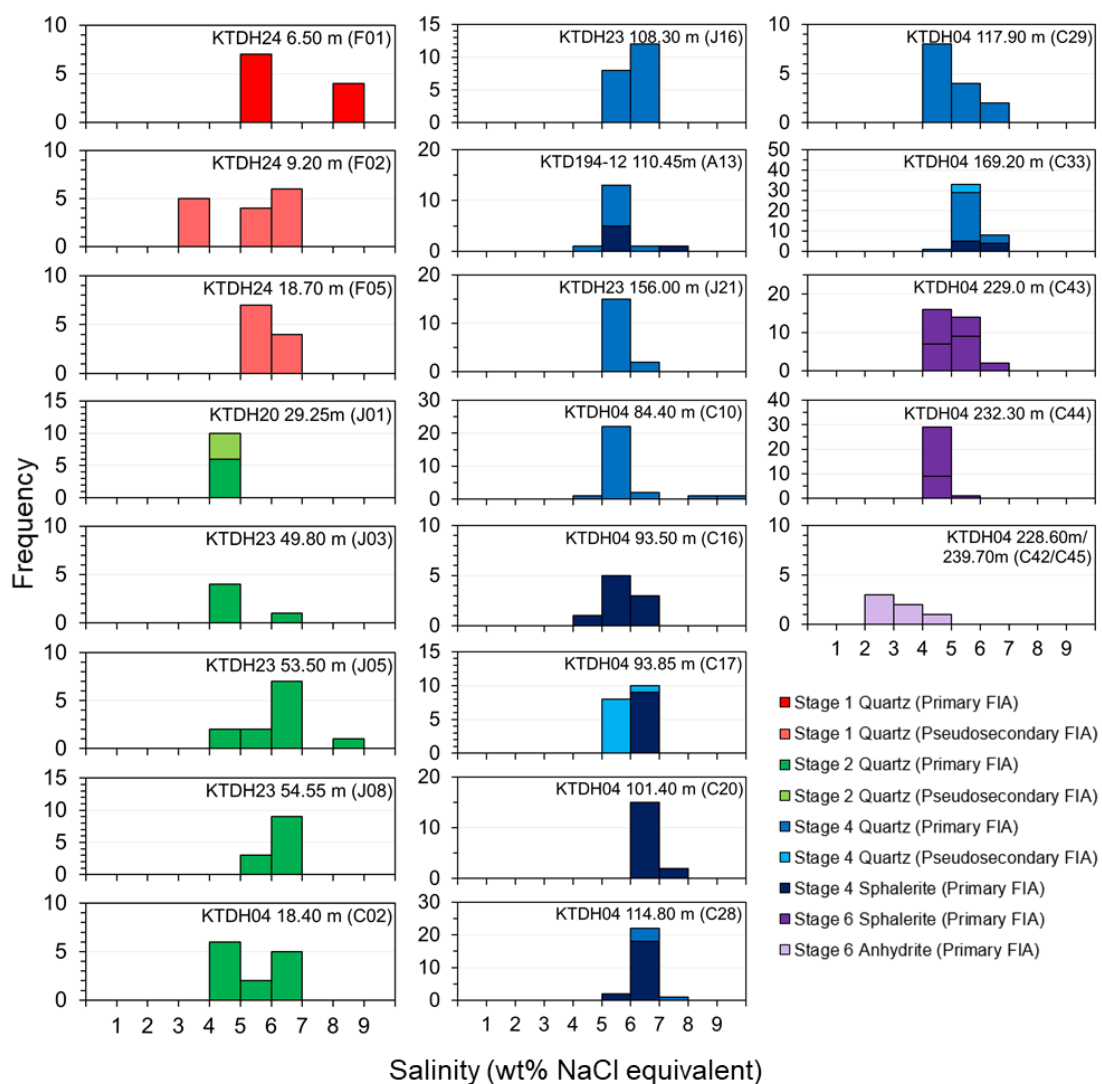 KTDH24 6.50 m (F01)
10
5
0
KTDH24 9.20 m (F02)
10
5
0
KTDH24 18.70 m (F05)
10
5
0
KTDH20 29.25m (J01)
15
10
5
0
KTDH23 49.80 m (J03)
10
5
0
KTDH23 53.50 m (J05)
10
5
0
KTDH23 54.55 m (J08)
15
10
5
0
KTDH04 18.40 m (C02)
10
5
0
1 2 3 4 5 6 7 8 9
KTDH23 108.30 m (J16)
15
10
5
0
KTD194-12 110.45m (A13)
20
10
0
KTDH23 156.00 m (J21)
20
10
0
KTDH04 84.40 m (C10)
30
20
10
0
KTDH04 93.50 m (C16)
10
5
0
KTDH04 93.85 m (C17)
15
10
5
0
KTDH04 101.40 m (C20)
20
10
0
KTDH04 114.80 m (C28)
30
20
10
0
1 2 3 4 5 6 7 8 9
KTDH04 117.90 m (C29)
10
5
0
KTDH04 169.20 m (C33)
50
40
30
20
10
0
KTDH04 229.0 m (C43)
30
20
10
0
KTDH04 232.30 m (C44)
40
30
20
10
0
KTDH04 228.60m/
239.70m (C42/C45)
10
5
0
1 2 3 4 5 6 7 8 9
Stage 1 Quartz (Primary FIA)
Stage 1 Quartz (Pseudosecondary FIA)
Stage 2 Quartz (Primary FIA)
Stage 2 Quartz (Pseudosecondary FIA)
Stage 4 Quartz (Primary FIA)
Stage 4 Quartz (Pseudosecondary FIA)
Stage 4 Sphalerite (Primary FIA)
Stage 6 Sphalerite (Primary FIA)
Stage 6 Anhydrite (Primary FIA)
Frequency
Salinity (wt% NaCl equivalent)